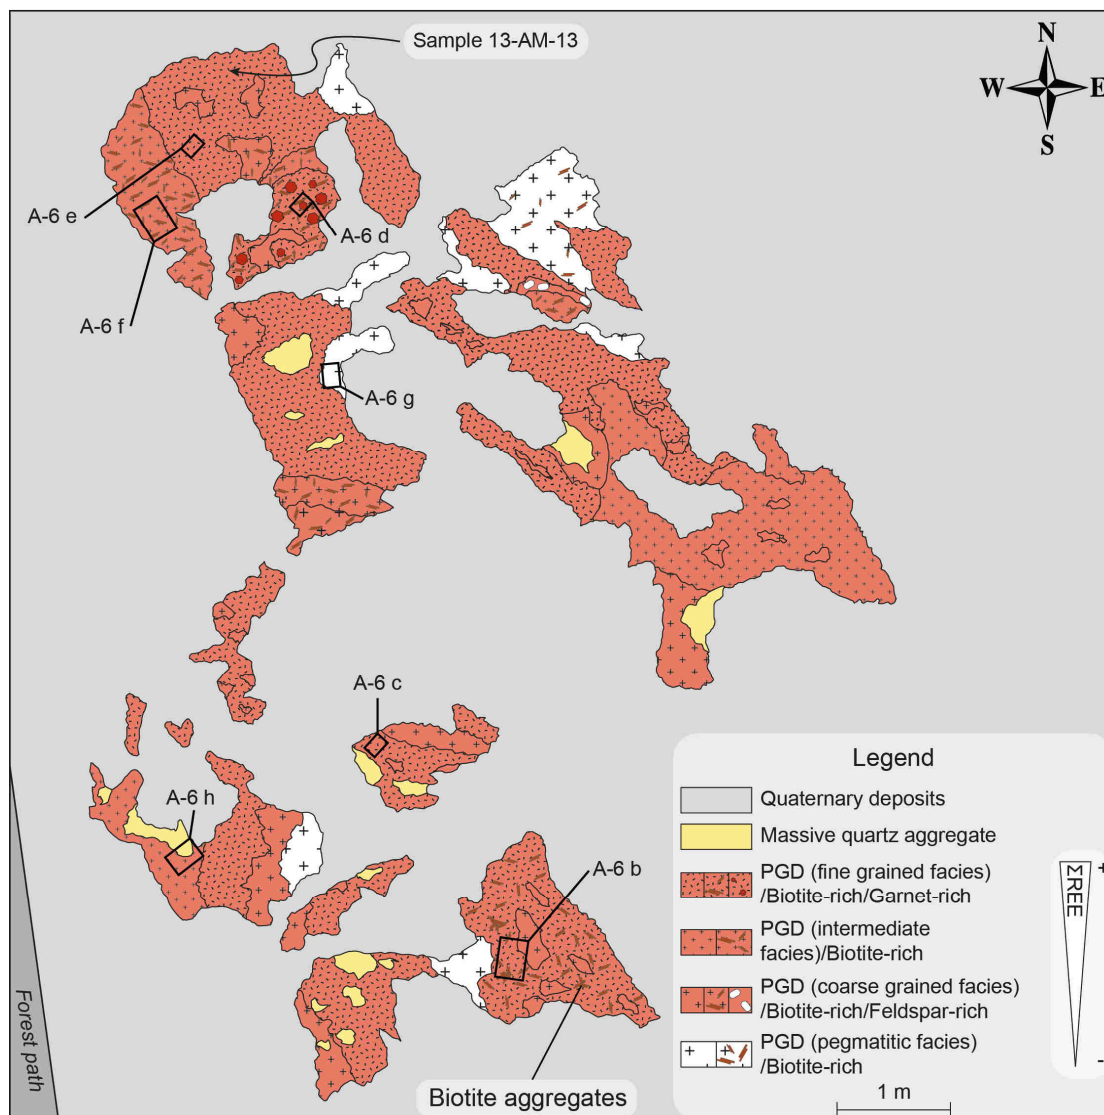 Sample 13-AM-13
N
W E
S
A-6 e
A-6 d
A-6 f
A-6 g
A-6 c
A-6 h
A-6 b
Biotite aggregates
Forest path
Legend
Quaternary deposits
Massive quartz aggregate
PGD (fine grained facies)
/Biotite-rich/Garnet-rich
PGD (intermediate
facies)/Biotite-rich
PGD (coarse grained facies)
/Biotite-rich/Feldspar-rich
PGD (pegmatitic facies)
/Biotite-rich
1 m
ΣREE
+
-